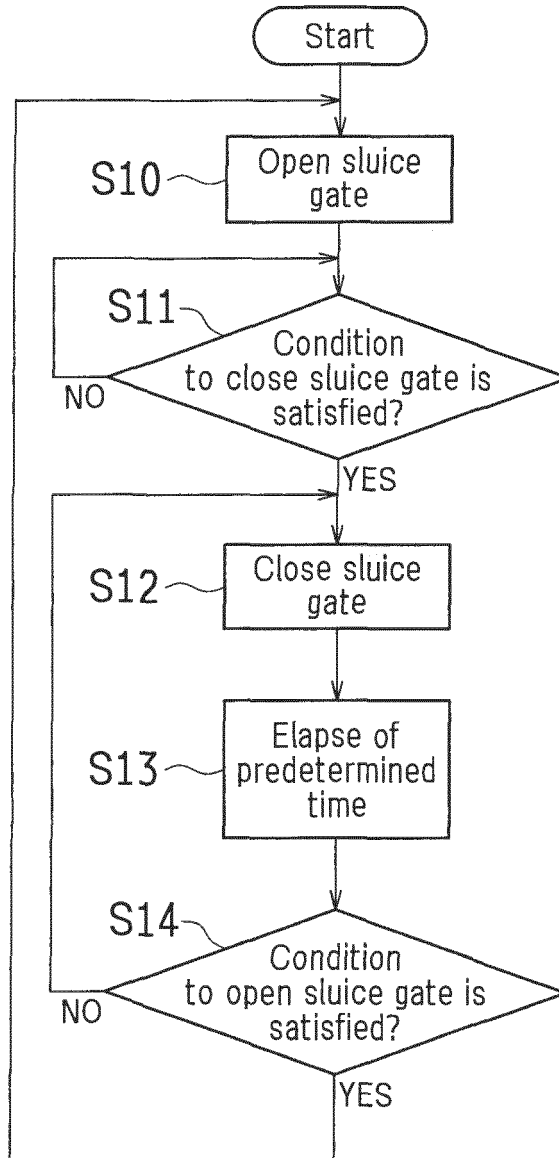 Start
S10
Open sluice
gate
S11
Condition
to close sluice gate is
satisfied?
NO
YES
S12
Close sluice
gate
S13
Elapse of
predetermined
time
S14
Condition
to open sluice gate is
satisfied?
NO
YES